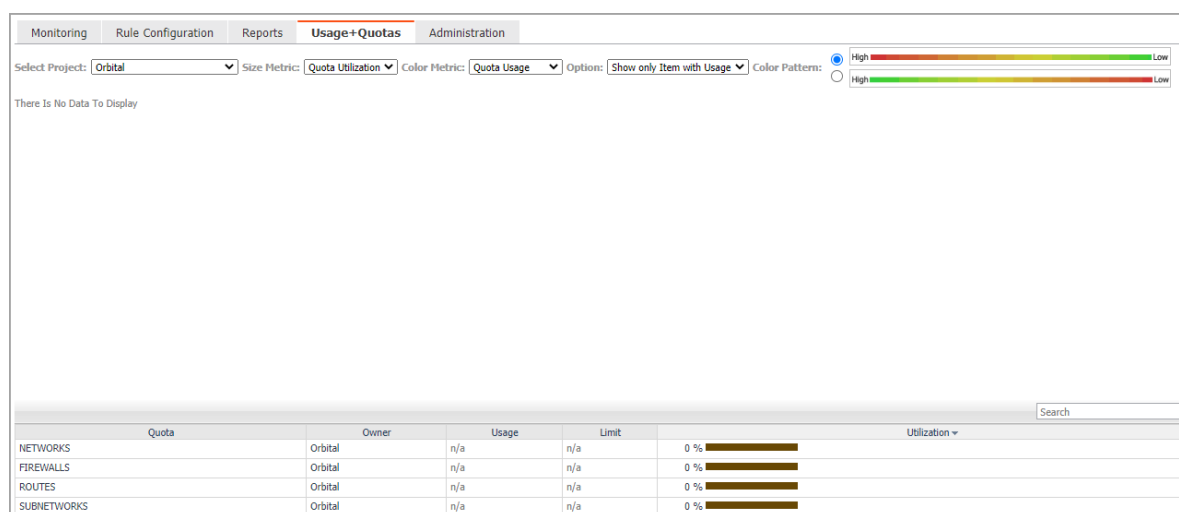 Monitoring Rule Configuration Reports Usage+Quotas Administration
Select Project: Orbital Size Metric: Quota Utilization Color Metric: Quota Usage Option: Show only Item with Usage Color Pattern: High Low
High Low
There Is No Data To Display
Search
Quota Owner Usage Limit Utilization
NETWORKS Orbital n/a n/a 0 %
FIREWALLS Orbital n/a n/a 0 %
ROUTES Orbital n/a n/a 0 %
SUBNETWORKS Orbital n/a n/a 0 %